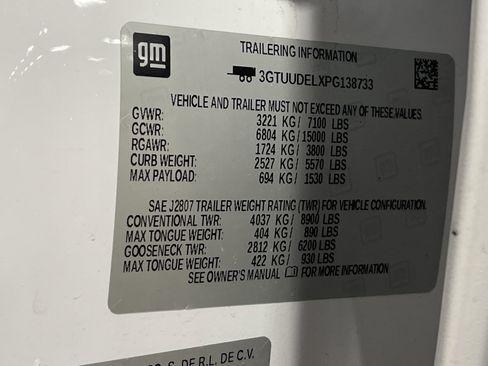 gm
TRAILERING INFORMATION
3GTUUDELXPG138733
VEHICLE AND TRAILER MUST NOT EXCEED ANY OF THESE VALUES.
GVWR: 3221 KG/ 7100 LBS
GCWR: 6804 KG/ 15000 LBS
RGAWR: 1724 KG/ 3800 LBS
CURB WEIGHT: 2527 KG/ 5570 LBS
MAX PAYLOAD: 694 KG/ 1530 LBS
SAE J2807 TRAILER WEIGHT RATING (TWR) FOR VEHICLE CONFIGURATION.
CONVENTIONAL TWR: 4037 KG/ 8900 LBS
MAX TONGUE WEIGHT: 404 KG/ 890 LBS
GOOSENECK TWR: 2812 KG/ 6200 LBS
MAX TONGUE WEIGHT: 422 KG/ 930 LBS
SEE OWNER'S MANUAL FOR MORE INFORMATION
S. DE R.L. DE C.V.